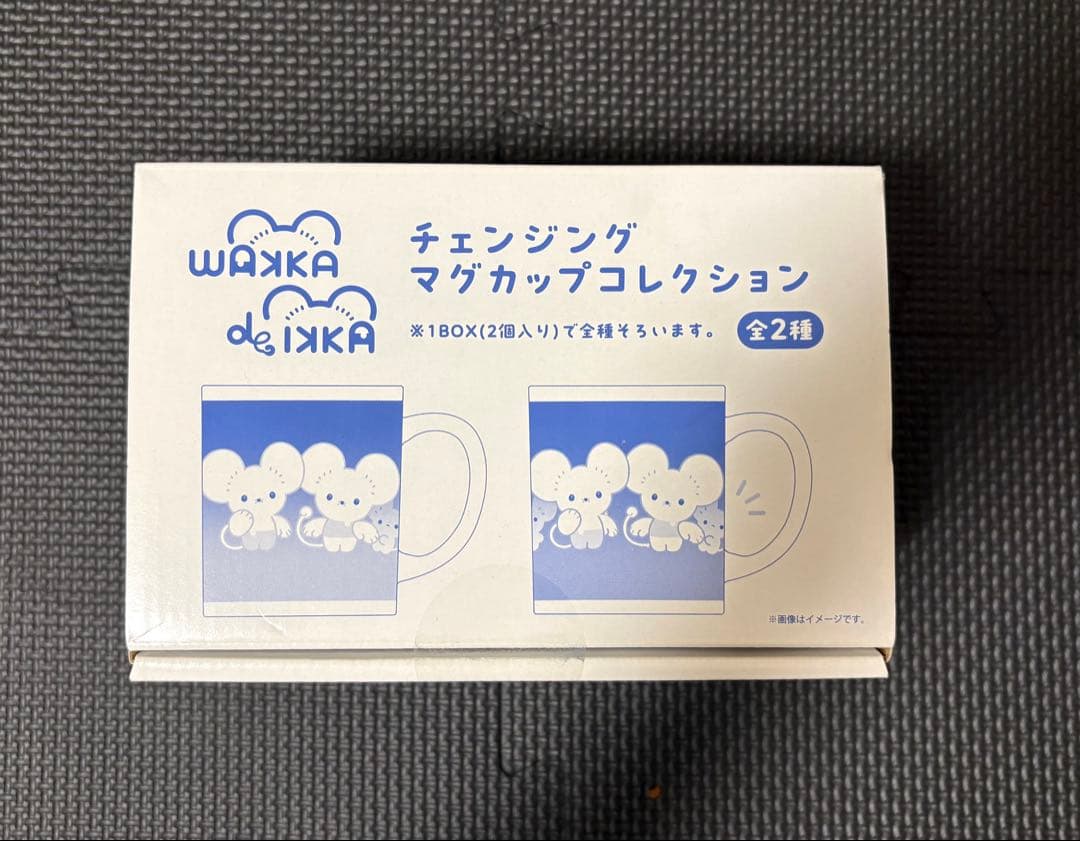 WAKKA
de IKKA
チェンジング
マグカップコレクション
※1BOX(2個入り)で全種そろいます。
全2種
※画像はイメージです。